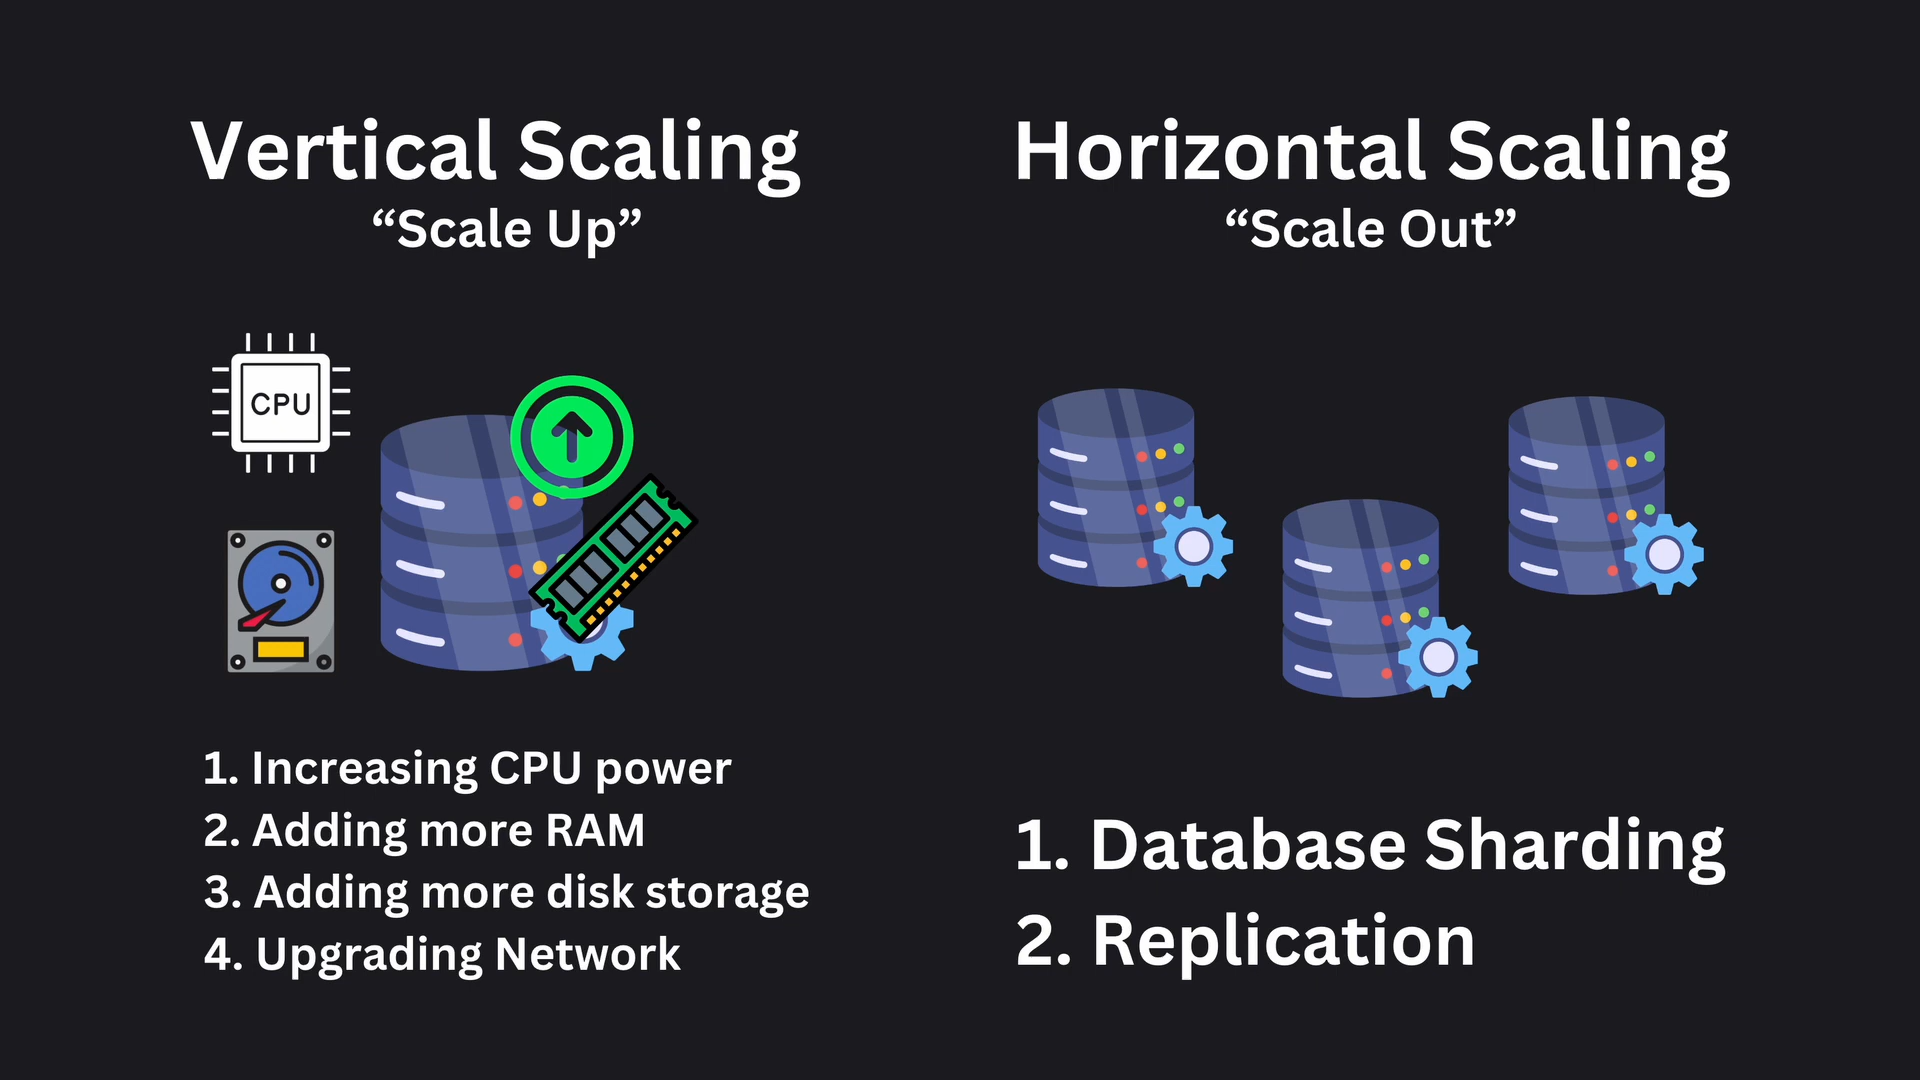 Vertical Scaling
“Scale Up”
CPU
1. Increasing CPU power
2. Adding more RAM
3. Adding more disk storage
4. Upgrading Network
Horizontal Scaling
“Scale Out”
1. Database Sharding
2. Replication